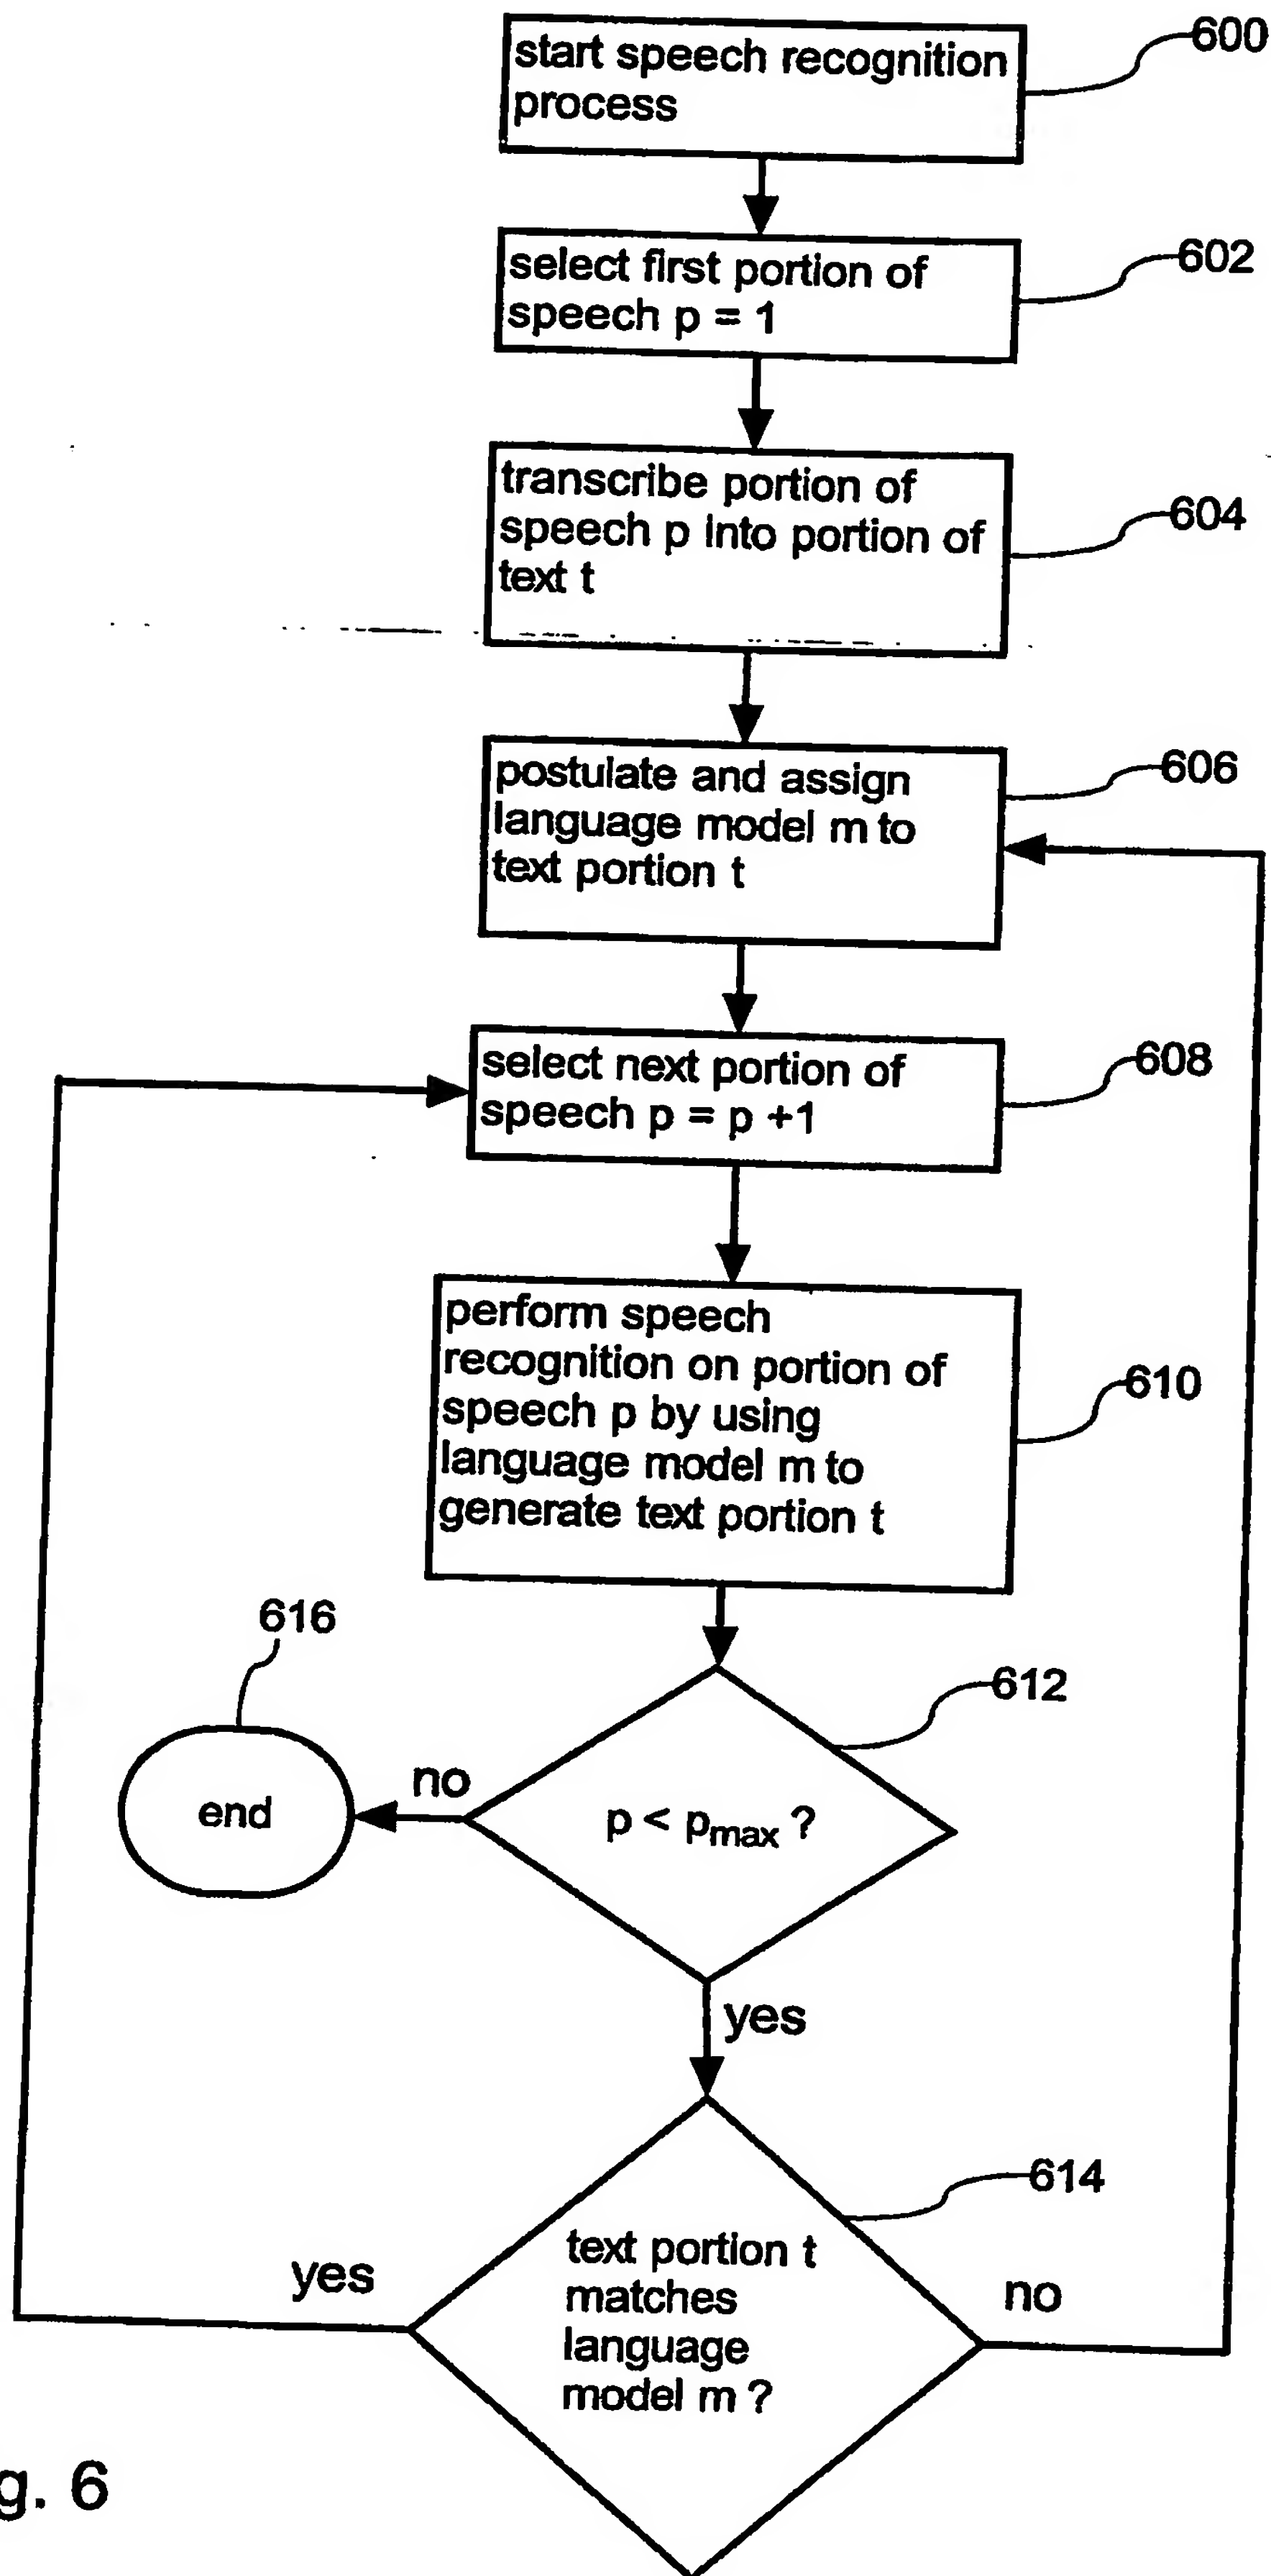 start speech recognition
process
600
select first portion of
speech p = 1
602
transcribe portion of
speech p into portion of
text t
604
postulate and assign
language model m to
text portion t
606
select next portion of
speech p = p +1
608
perform speech
recognition on portion of
speech p by using
language model m to
generate text portion t
610
616
612
end
no
p < pmax ?
yes
614
text portion t
matches
language
model m ?
yes
no
g. 6